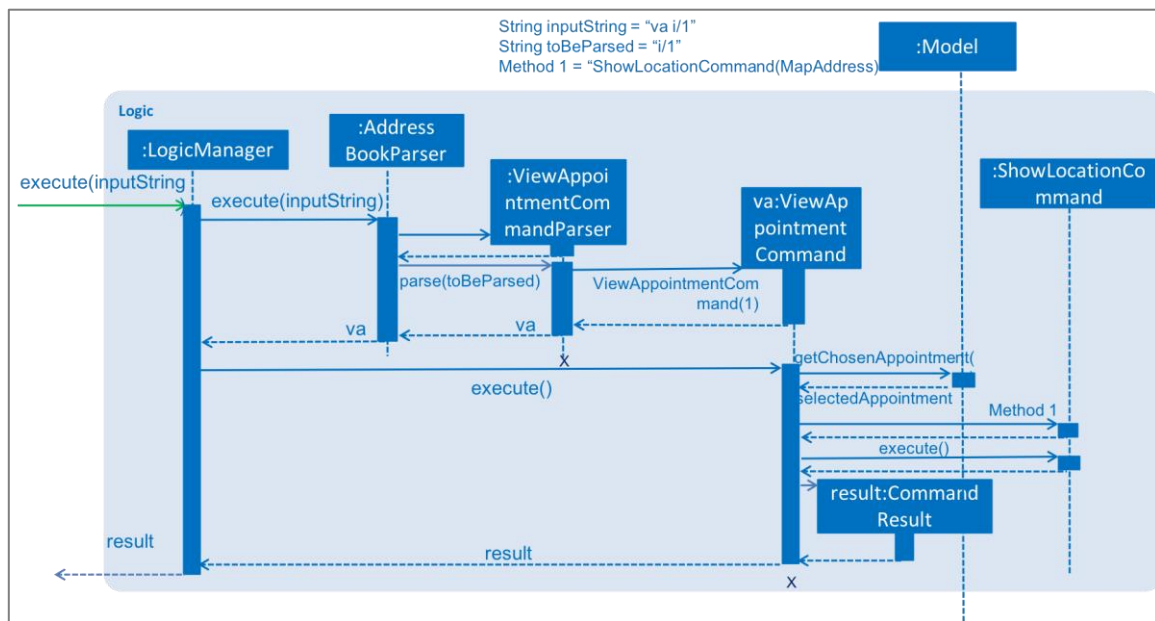 String inputString = “va i/1”
String toBeParsed = “i/1”
Method 1 = “ShowLocationCommand(MapAddress)
:Model
Logic
:LogicManager
:Address
BookParser
:ViewAppoi
ntmentCom
mandParser
va:ViewAp
pointment
Command
:ShowLocationCo
mmand
execute(inputString
)
execute(inputString)
parse(toBeParsed)
ViewAppointmentCom
mand(1)
va
va
X
execute()
getChosenAppointment(
selectedAppointment
Method 1
execute()
result:Command
Result
result
result
X